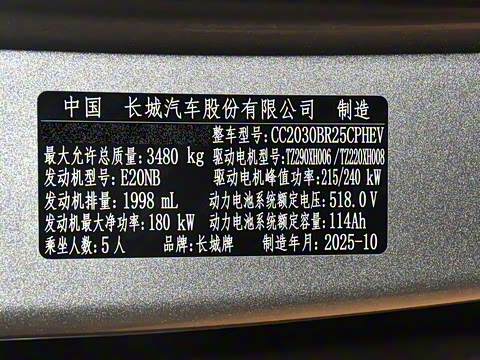 中国 长城汽车股份有限公司 制造
整车型号:CC2030BR25CPHEV
最大允许总质量:3480 kg 驱动电机型号:TZ290XH006/TZ220XH008
发动机型号:E20NB 驱动电机峰值功率:215/240 kW
发动机排量:1998 mL 动力电池系统额定电压:518.0V
发动机最大净功率:180 kW 动力电池系统额定容量:114Ah
乘坐人数:5人 品牌:长城牌 制造年月:2025-10